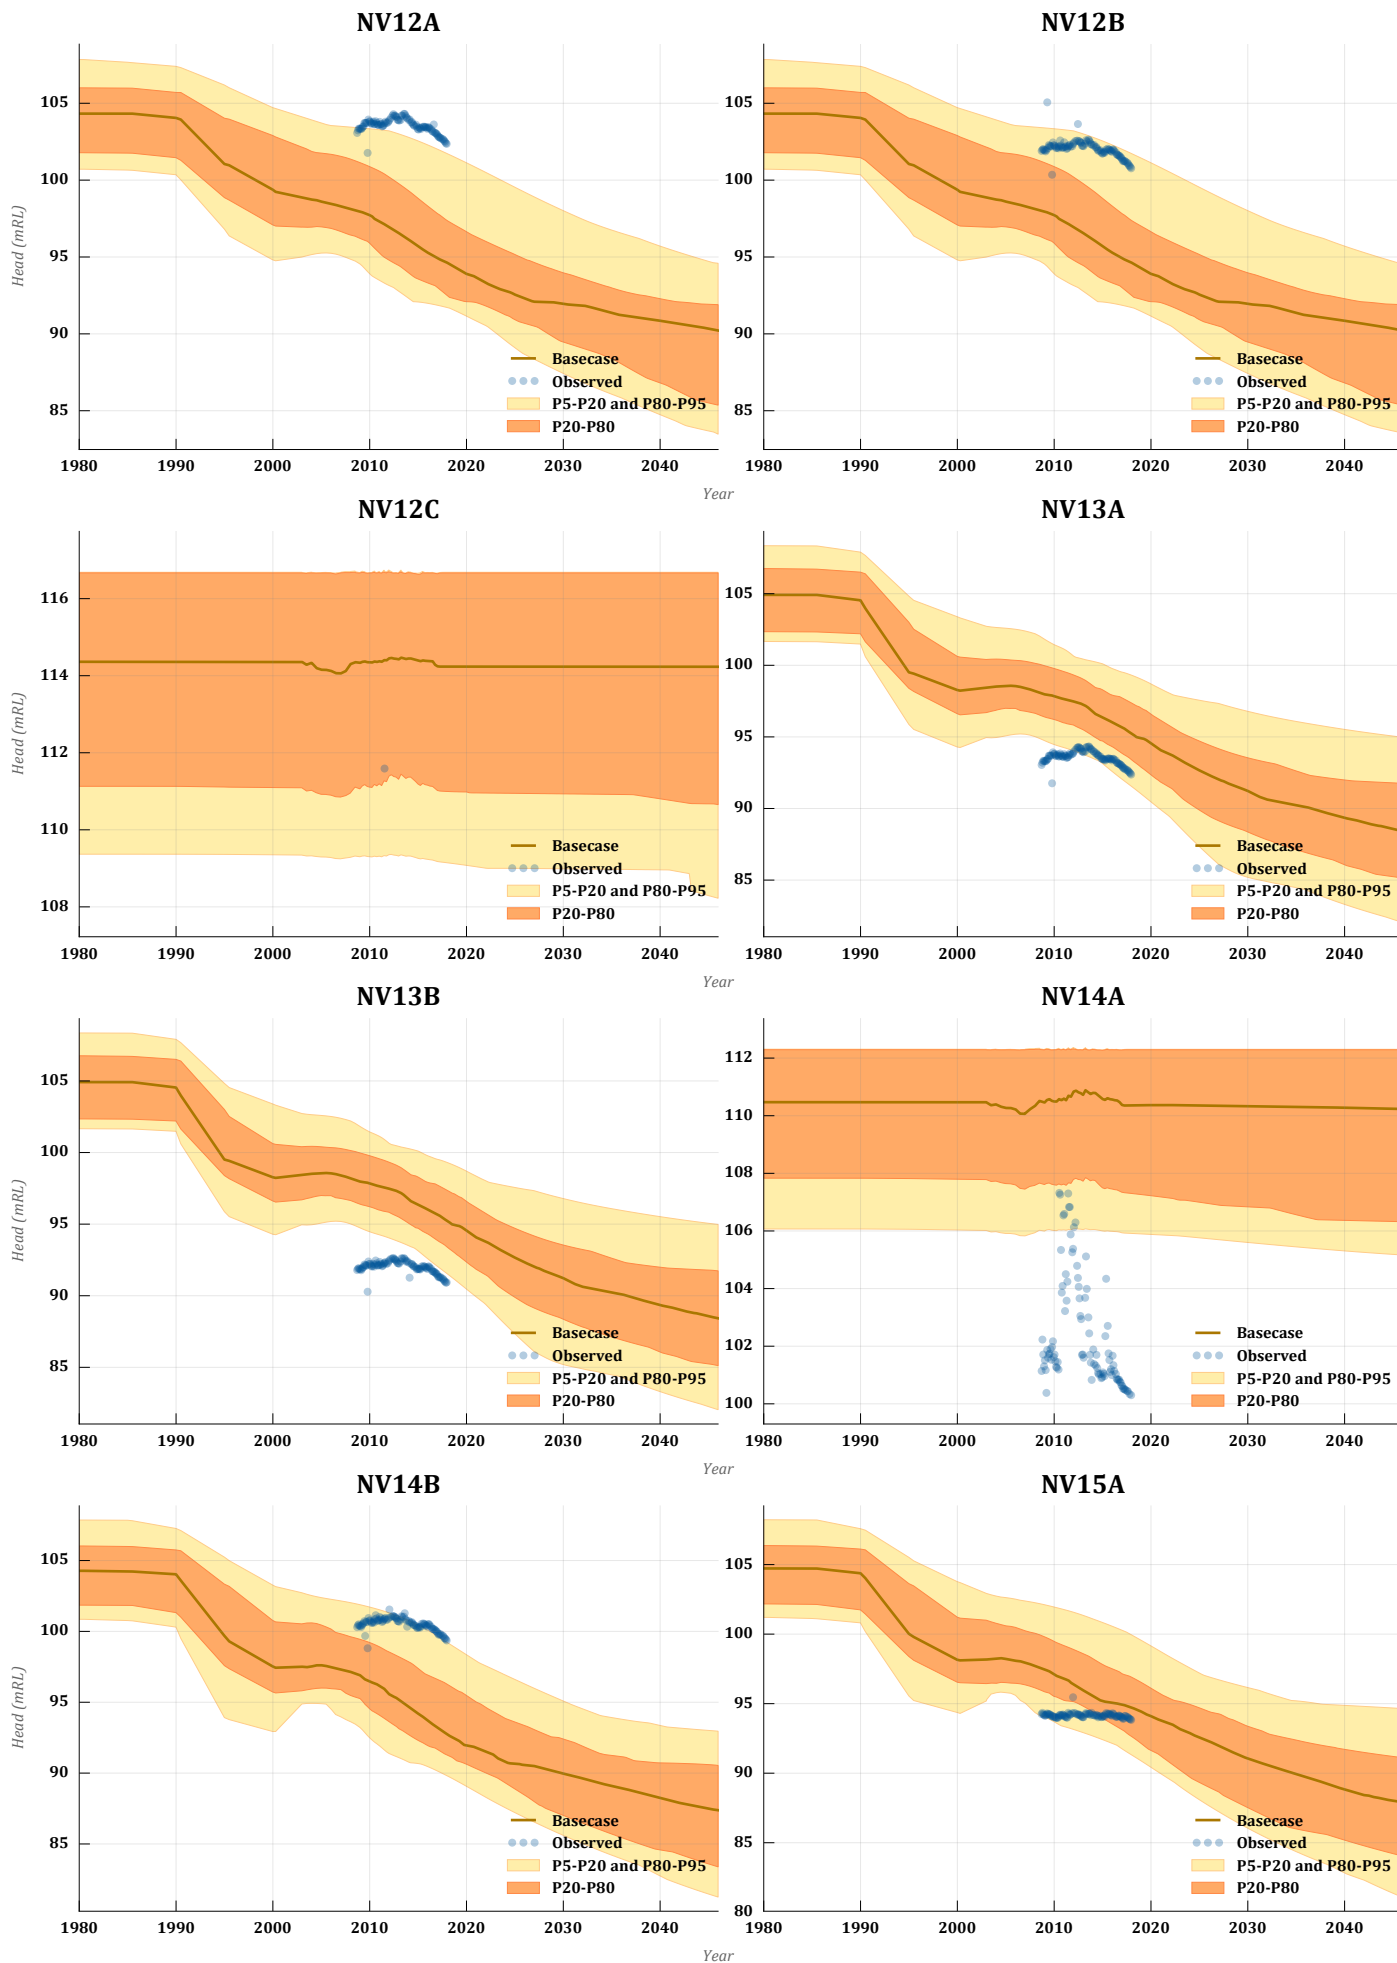 NV12A
NV12B
105
100
95
90
85
Head (mRL)
Basecase
Observed
P5-P20 and P80-P95
P20-P80
1980 1990 2000 2010 2020 2030 2040
105
100
95
90
85
Basecase
Observed
P5-P20 and P80-P95
P20-P80
1980 1990 2000 2010 2020 2030 2040
Year
NV12C
NV13A
116
114
112
110
108
Head (mRL)
Basecase
Observed
P5-P20 and P80-P95
P20-P80
1980 1990 2000 2010 2020 2030 2040
105
100
95
90
85
Basecase
Observed
P5-P20 and P80-P95
P20-P80
1980 1990 2000 2010 2020 2030 2040
Year
NV13B
NV14A
105
100
95
90
85
Head (mRL)
Basecase
Observed
P5-P20 and P80-P95
P20-P80
1980 1990 2000 2010 2020 2030 2040
112
110
108
106
104
102
100
Basecase
Observed
P5-P20 and P80-P95
P20-P80
1980 1990 2000 2010 2020 2030 2040
Year
NV14B
NV15A
105
100
95
90
85
Head (mRL)
Basecase
Observed
P5-P20 and P80-P95
P20-P80
1980 1990 2000 2010 2020 2030 2040
105
100
95
90
85
80
Basecase
Observed
P5-P20 and P80-P95
P20-P80
1980 1990 2000 2010 2020 2030 2040
Year